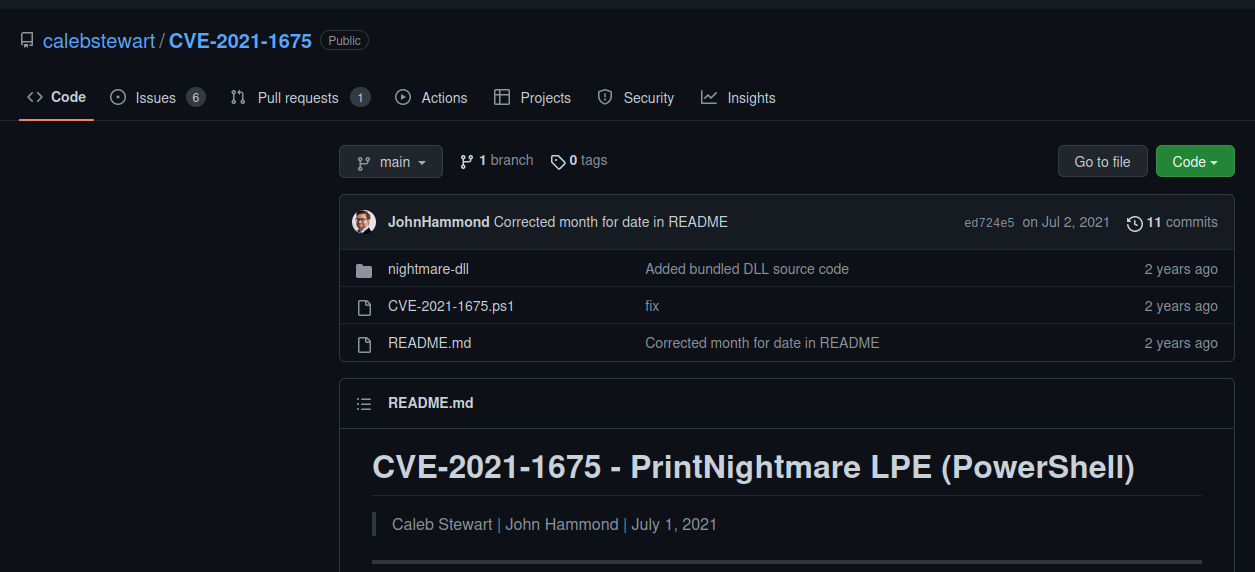 calebstewart / CVE-2021-1675 Public
Code Issues 6 Pull requests 1 Actions Projects Security Insights
main 1 branch 0 tags Go to file Code
JohnHammond Corrected month for date in README ed724e5 on Jul 2, 2021 11 commits
nightmare-dll Added bundled DLL source code 2 years ago
CVE-2021-1675.ps1 fix 2 years ago
README.md Corrected month for date in README 2 years ago
README.md
CVE-2021-1675 - PrintNightmare LPE (PowerShell)
Caleb Stewart | John Hammond | July 1, 2021